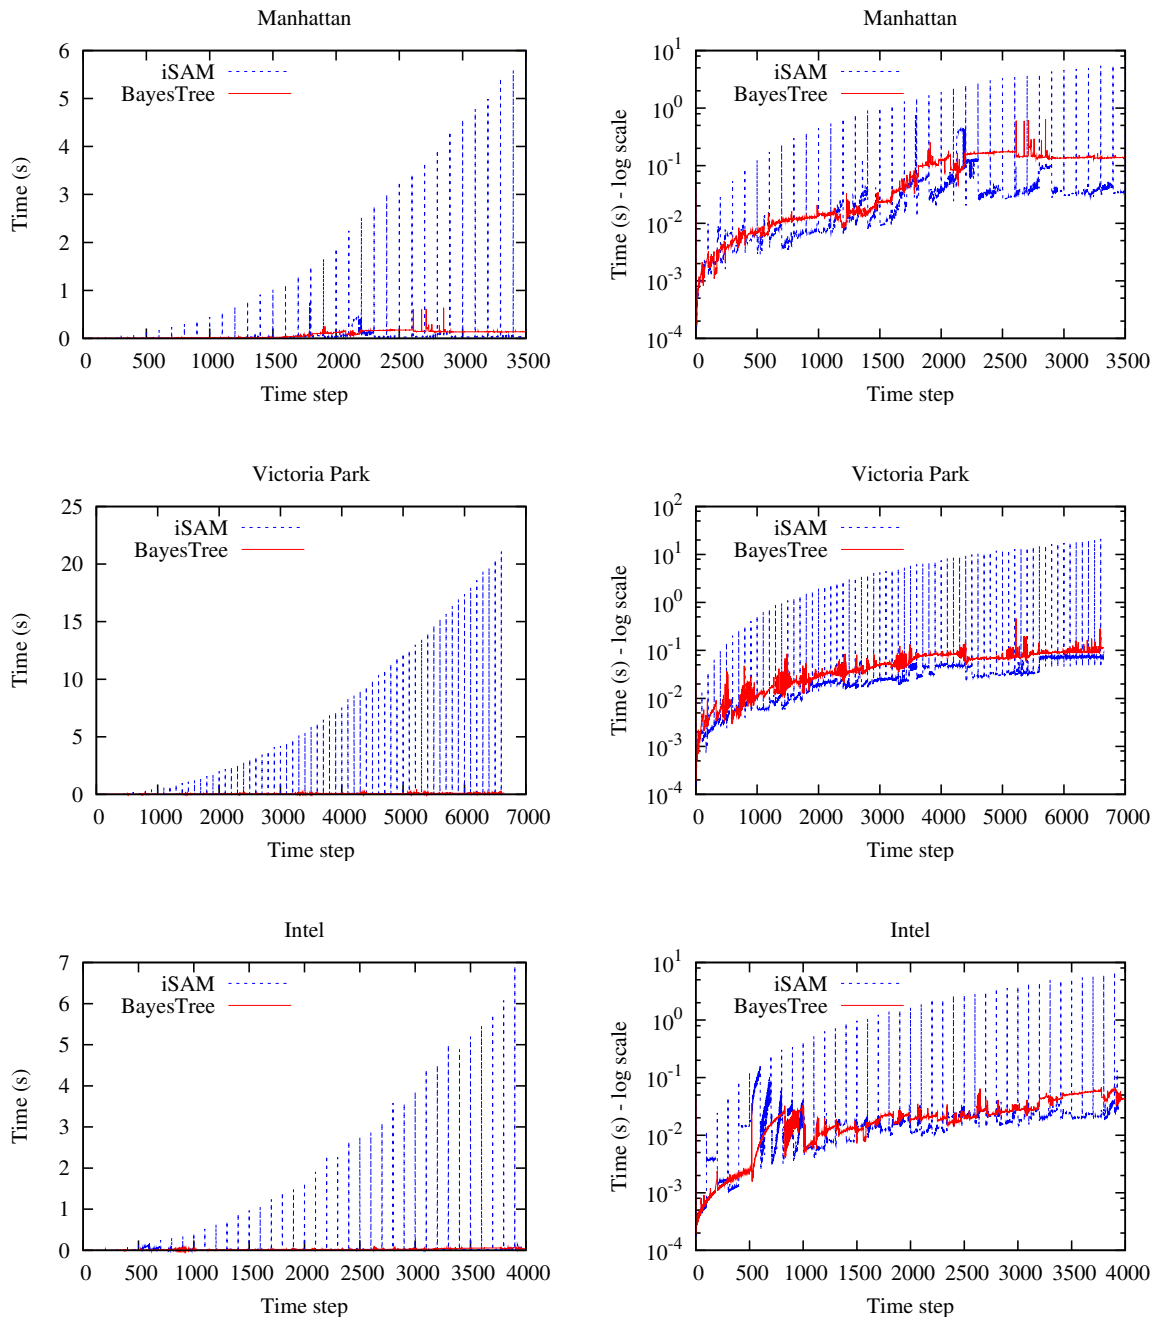 Manhattan
6
5
4
3
2
1
0
Time (s)
iSAM
BayesTree
0 500 1000 1500 2000 2500 3000 3500
Time step
Manhattan
10^1
10^0
10^-1
10^-2
10^-3
10^-4
Time (s) - log scale
iSAM
BayesTree
0 500 1000 1500 2000 2500 3000 3500
Time step
Victoria Park
25
20
15
10
5
0
Time (s)
iSAM
BayesTree
0 1000 2000 3000 4000 5000 6000 7000
Time step
Victoria Park
10^2
10^1
10^0
10^-1
10^-2
10^-3
10^-4
Time (s) - log scale
iSAM
BayesTree
0 1000 2000 3000 4000 5000 6000 7000
Time step
Intel
7
6
5
4
3
2
1
0
Time (s)
iSAM
BayesTree
0 500 1000 1500 2000 2500 3000 3500 4000
Time step
Intel
10^1
10^0
10^-1
10^-2
10^-3
10^-4
Time (s) - log scale
iSAM
BayesTree
0 500 1000 1500 2000 2500 3000 3500 4000
Time step